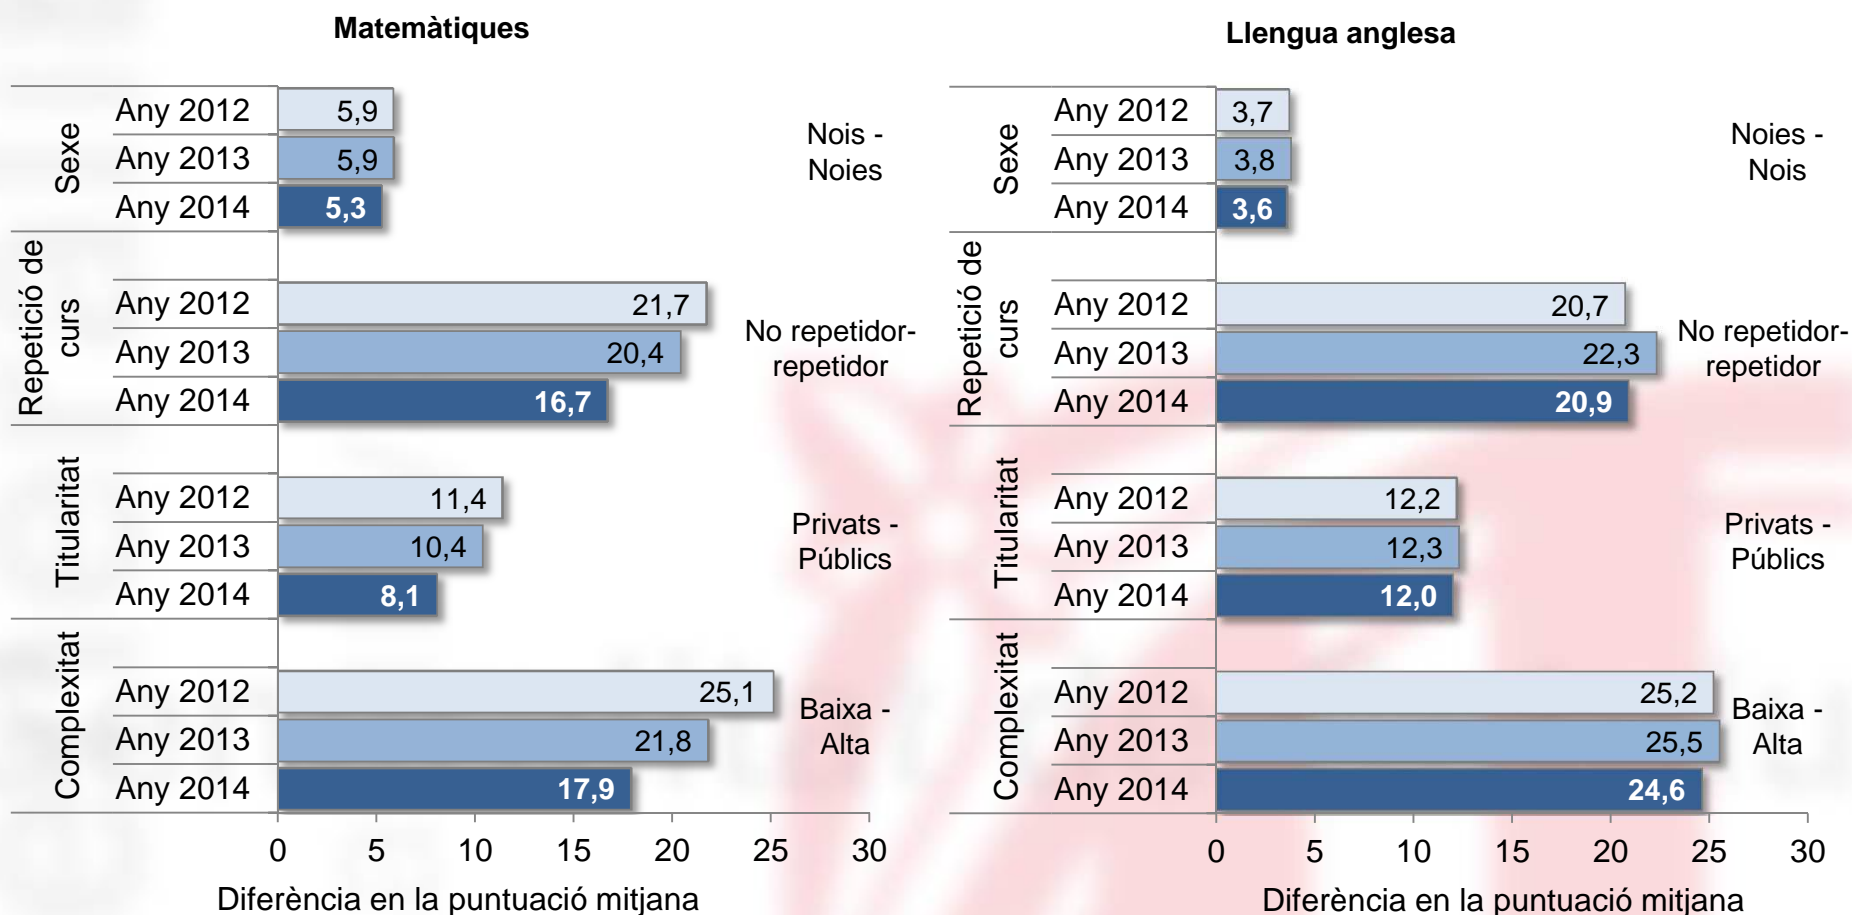 Matemàtiques
Sexe
Any 2012
5,9
Any 2013
5,9
Any 2014
5,3
Nois -
Noies
Repetició de
curs
Any 2012
21,7
Any 2013
20,4
Any 2014
16,7
No repetidor-
repetidor
Titularitat
Any 2012
11,4
Any 2013
10,4
Any 2014
8,1
Privats -
Públics
Complexitat
Any 2012
25,1
Any 2013
21,8
Any 2014
17,9
Baixa -
Alta
0 5 10 15 20 25 30
Diferència en la puntuació mitjana
Llengua anglesa
Sexe
Any 2012
3,7
Any 2013
3,8
Any 2014
3,6
Noies -
Nois
Repetició de
curs
Any 2012
20,7
Any 2013
22,3
Any 2014
20,9
No repetidor-
repetidor
Titularitat
Any 2012
12,2
Any 2013
12,3
Any 2014
12,0
Privats -
Públics
Complexitat
Any 2012
25,2
Any 2013
25,5
Any 2014
24,6
Baixa -
Alta
0 5 10 15 20 25 30
Diferència en la puntuació mitjana